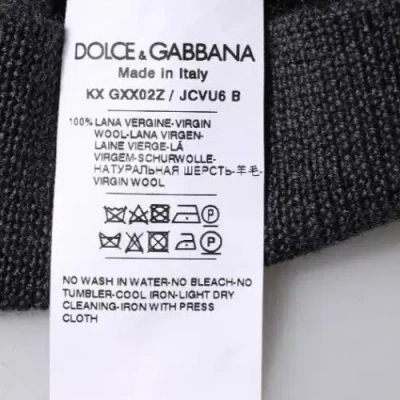 DOLCE & GABBANA
Made in Italy
KX GXX02Z / JCVU6 B
100% LANA VERGINE-VIRGIN
WOOL-LANA VIRGEN-
LAINE VIERGE-LÃ
VIRGEM-SCHURWOLLE-
НАТУРАЛЬНАЯ ШЕРСТЬ-羊毛-
VIRGIN WOOL
P
P
NO WASH IN WATER-NO BLEACH-NO
TUMBLER-COOL IRON-LIGHT DRY
CLEANING-IRON WITH PRESS
CLOTH